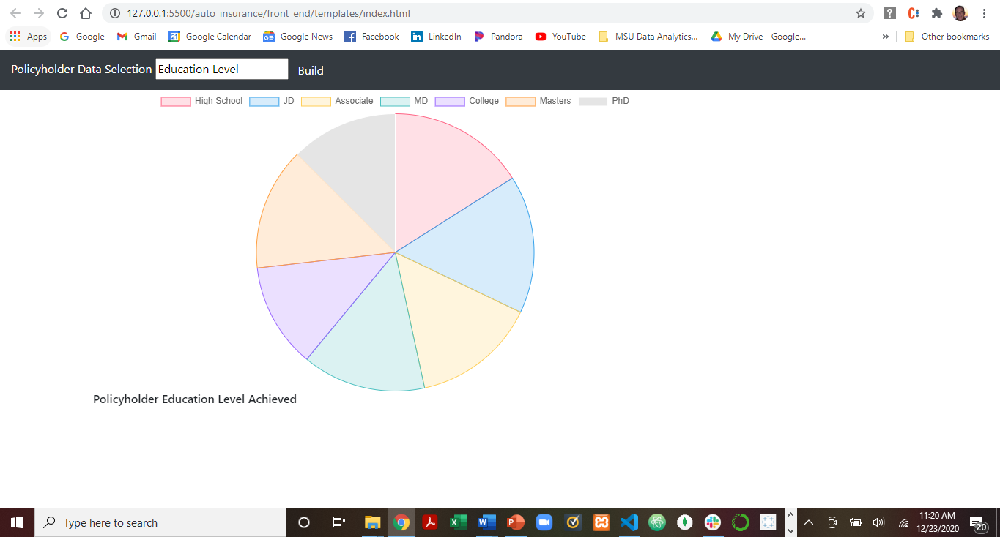 127.0.0.1:5500/auto_insurance/front_end/templates/index.html
Apps Google Gmail 21 Google Calendar Google News Facebook LinkedIn Pandora YouTube MSU Data Analytics... My Drive - Google... » Other bookmarks
Policyholder Data Selection Education Level Build
High School JD Associate MD College Masters PhD
Policyholder Education Level Achieved
Type here to search
11:20 AM
12/23/2020
20